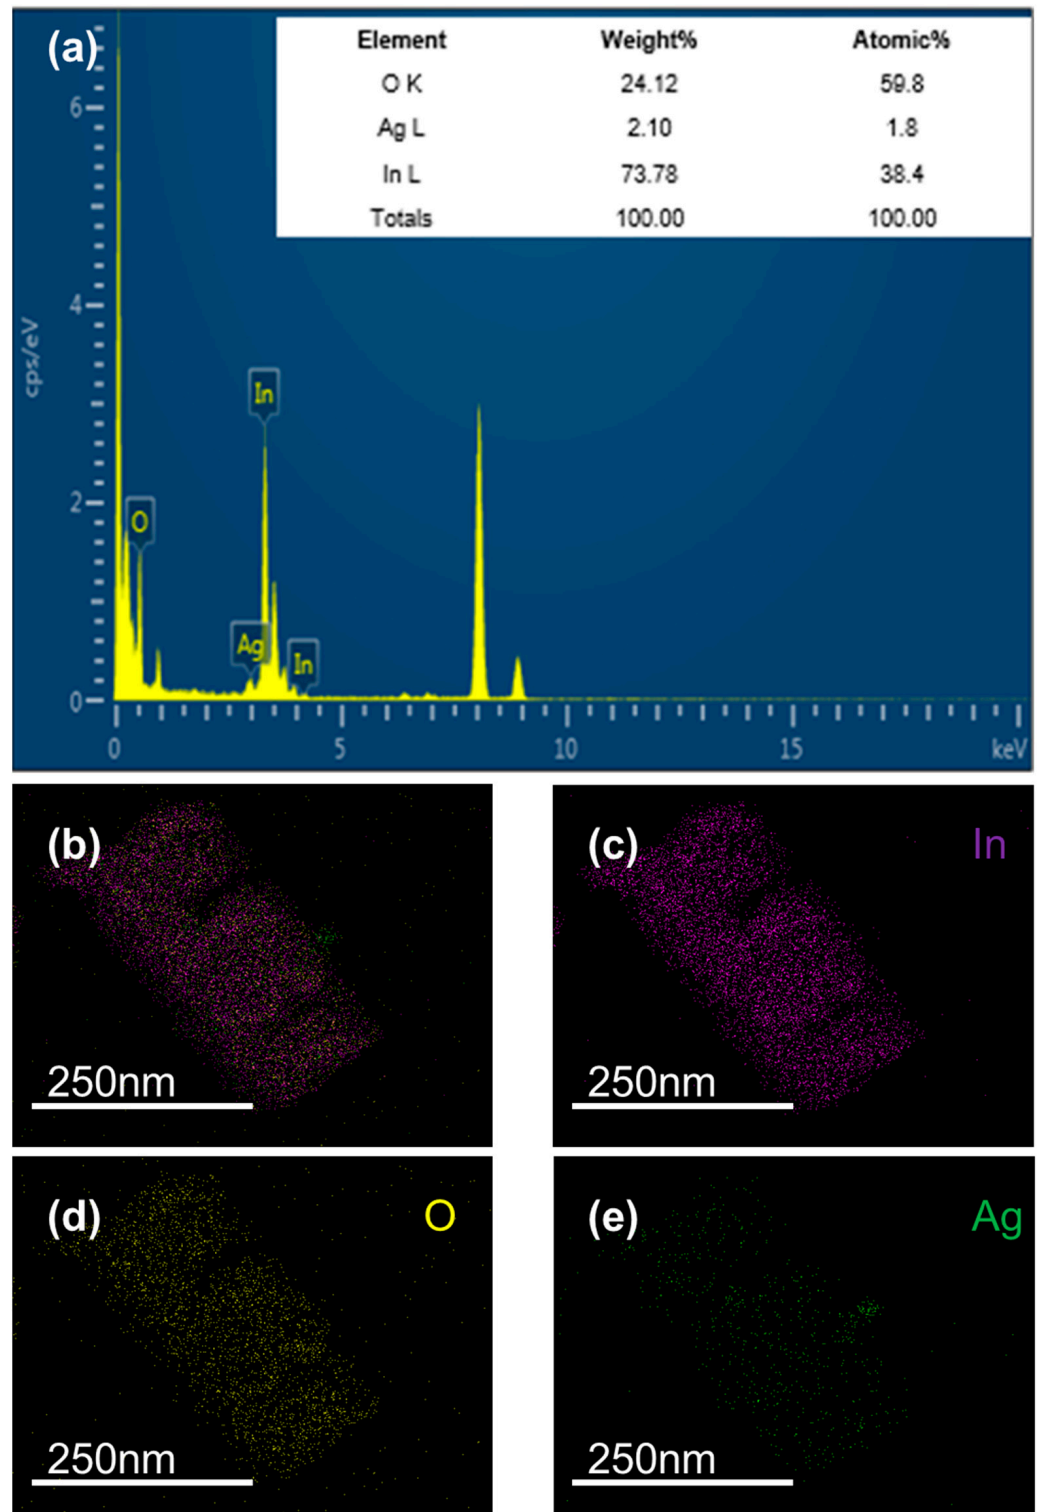 (a)
Element Weight% Atomic%
O K 24.12 59.8
Ag L 2.10 1.8
In L 73.78 38.4
Totals 100.00 100.00
6
4
2
0
cps/eV
In
O
Ag
In
0 5 10 15 keV
(b)
250nm
(c) In
250nm
(d) O
250nm
(e) Ag
250nm